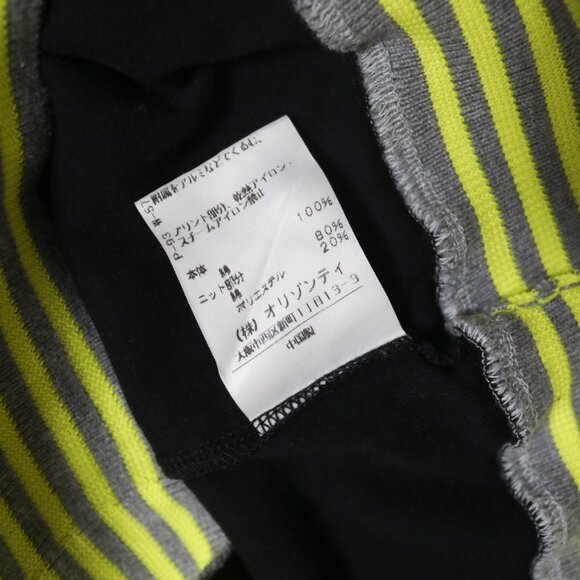 W-57
附属をアルミなどでくるむ。
P-93
プリント部分、乾熱アイロン・
スチームアイロン禁止
本体 綿 100%
ニット部分
綿 80%
ポリエステル 20%
(株)オリゾンティ
大阪市西区新町1丁目13-3
中国製